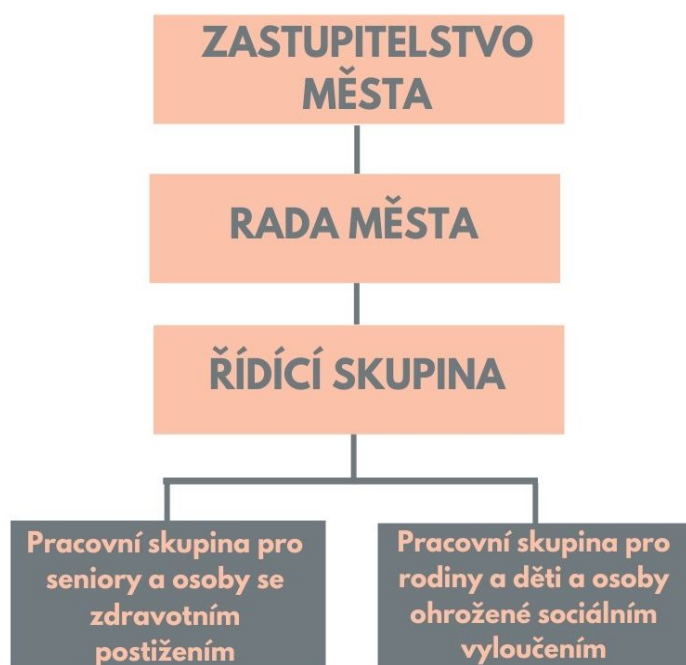 ZASTUPITELSTVO
MĚSTA
RADA MĚSTA
ŘÍDÍCÍ SKUPINA
Pracovní skupina pro
seniory a osoby se
zdravotním
postižením
Pracovní skupina pro
rodiny a děti a osoby
ohrožené sociálním
vyloučením